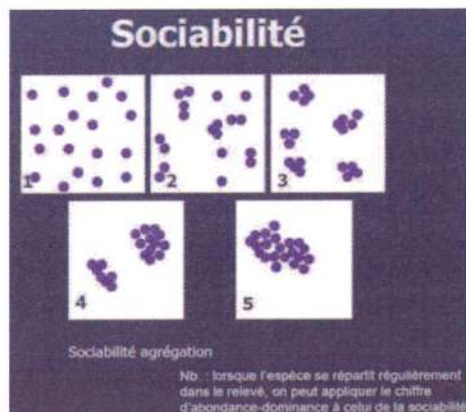 Sociabilité
1 2 3
4 5
Sociabilité agrégation
Nb : lorsque l'espèce se répartit régulièrement
dans le relevé, on peut appliquer le chiffre
d'abondance-dominance à celui de la sociabilité